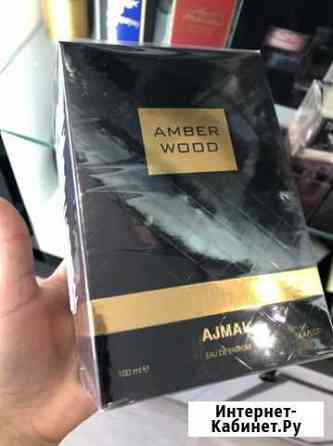 AMBER
WOOD
AJMAL
EAU DE PARFUM
100 ml e
Интернет-
Кабинет.Ру